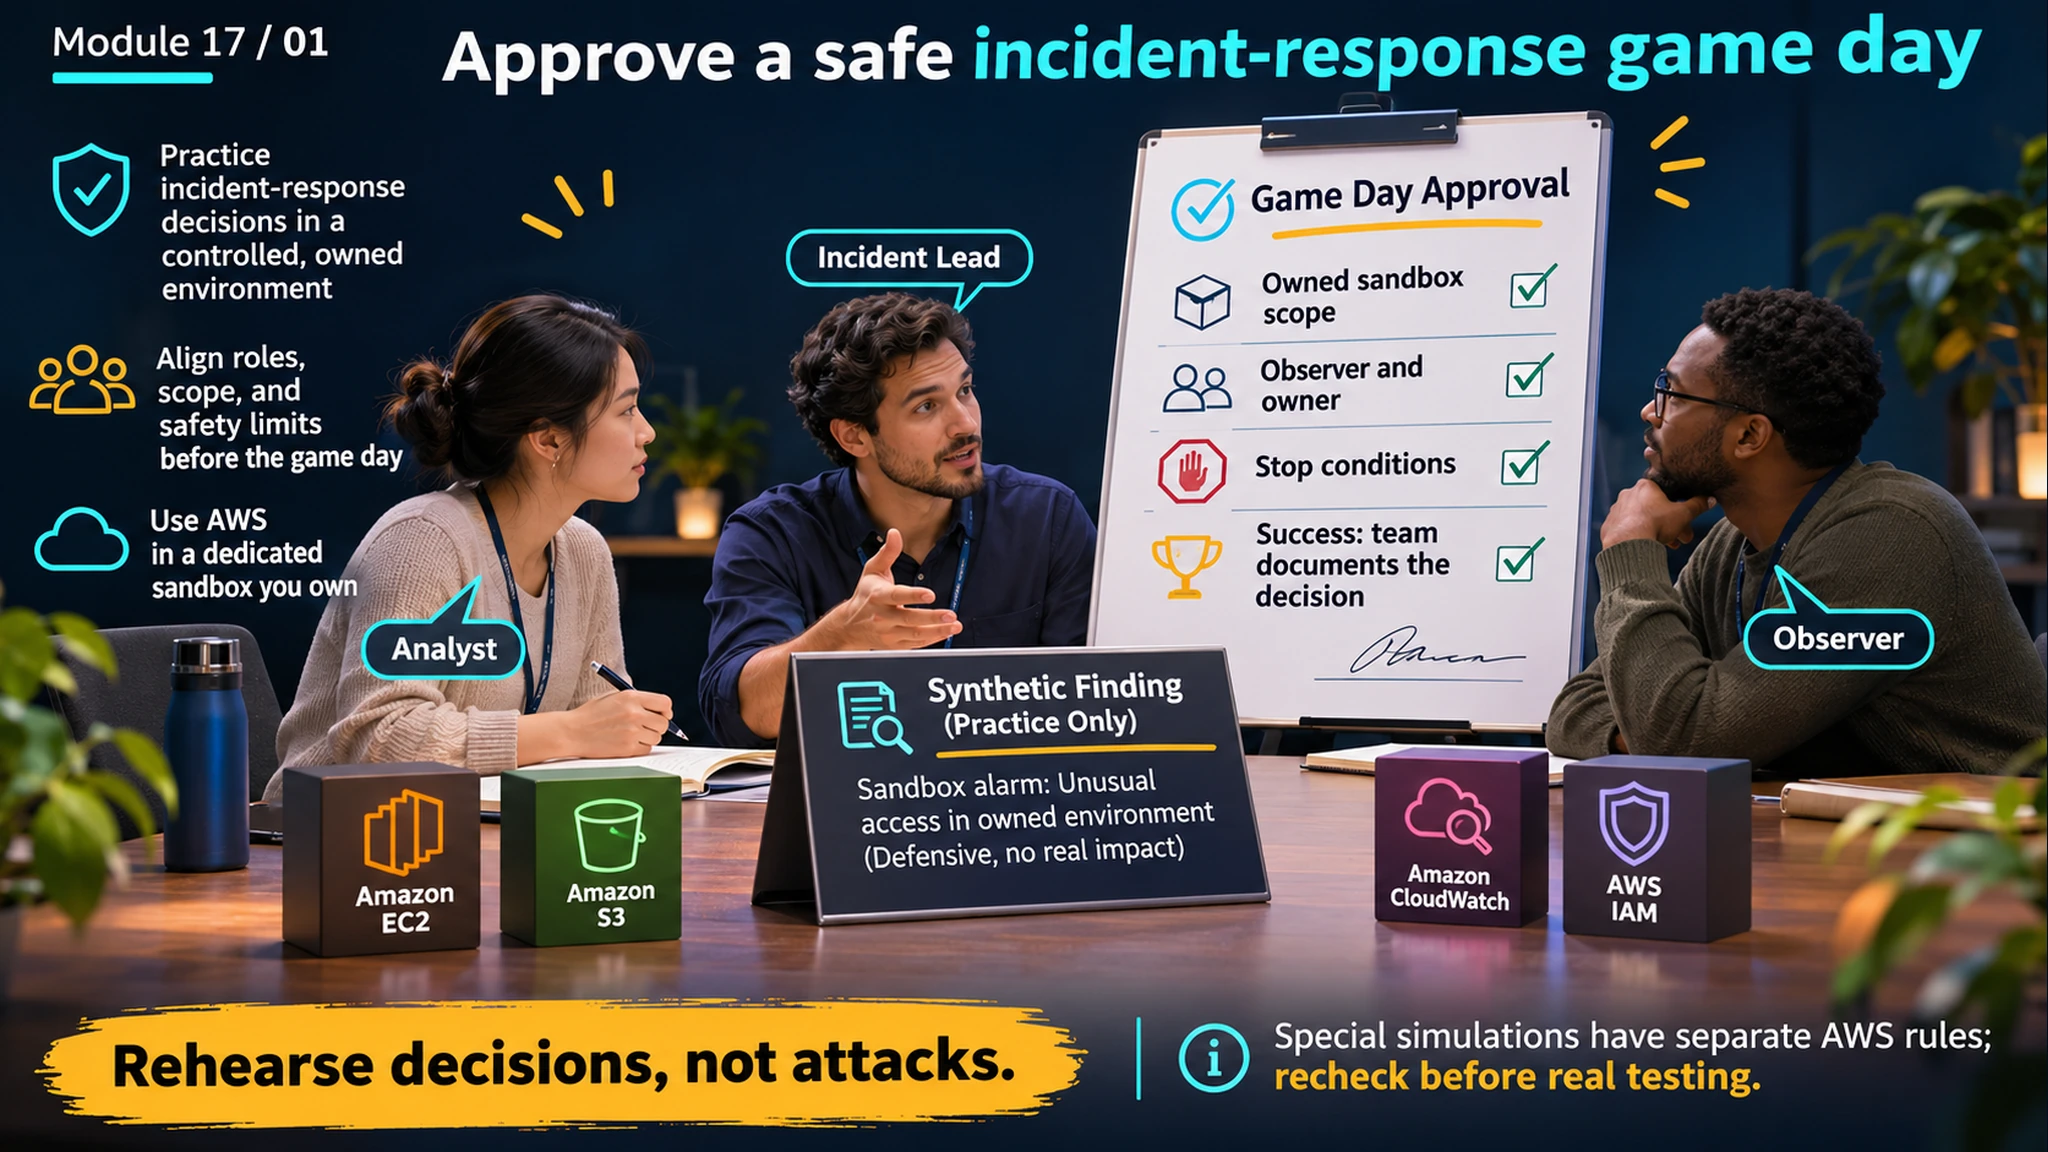 Module 17 / 01
Approve a safe incident-response game day
Practice
incident-response
decisions in a
controlled, owned
environment
Align roles,
scope, and
safety limits
before the game day
Use AWS
in a dedicated
sandbox you own
Analyst
Incident Lead
Observer
Game Day Approval
Owned sandbox
scope
Observer and
owner
Stop conditions
Success: team
documents the
decision
Synthetic Finding
(Practice Only)
Sandbox alarm: Unusual
access in owned environment
(Defensive, no real impact)
Amazon
EC2
Amazon
S3
Amazon
CloudWatch
AWS
IAM
Rehearse decisions, not attacks.
Special simulations have separate AWS rules;
recheck before real testing.